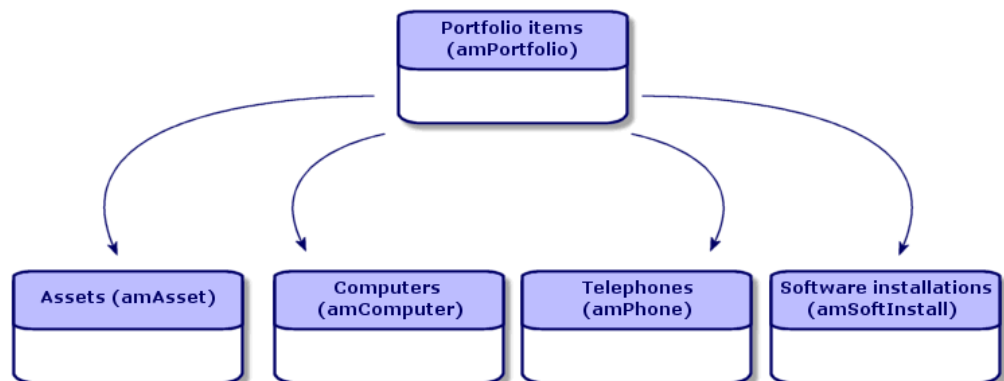 Portfolio items
(amPortfolio)
Assets (amAsset)
Computers
(amComputer)
Telephones
(amPhone)
Software installations
(amSoftInstall)